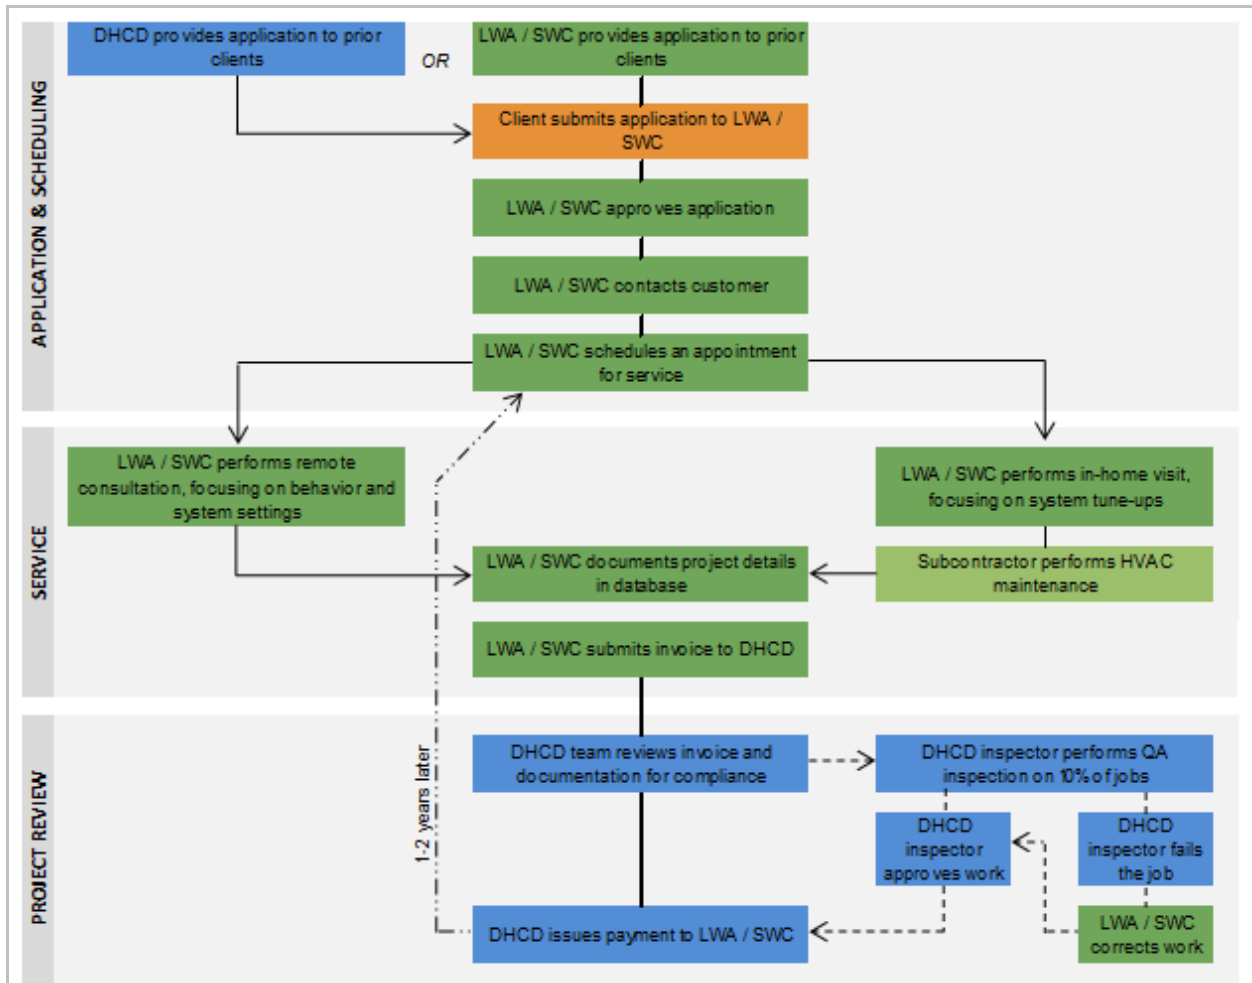 APPLICATION & SCHEDULING
DHCD provides application to prior
clients
OR
LWA / SWC provides application to prior
clients
Client submits application to LWA /
SWC
LWA / SWC approves application
LWA / SWC contacts customer
LWA / SWC schedules an appointment
for service
SERVICE
LWA / SWC performs remote
consultation, focusing on behavior and
system settings
LWA / SWC performs in-home visit,
focusing on system tune-ups
LWA / SWC documents project details
in database
Subcontractor performs HVAC
maintenance
LWA / SWC submits invoice to DHCD
PROJECT REVIEW
1-2 years later
DHCD team reviews invoice and
documentation for compliance
DHCD inspector performs QA
inspection on 10% of jobs
DHCD
inspector
approves work
DHCD
inspector fails
the job
DHCD issues payment to LWA / SWC
LWA / SWC
corrects work